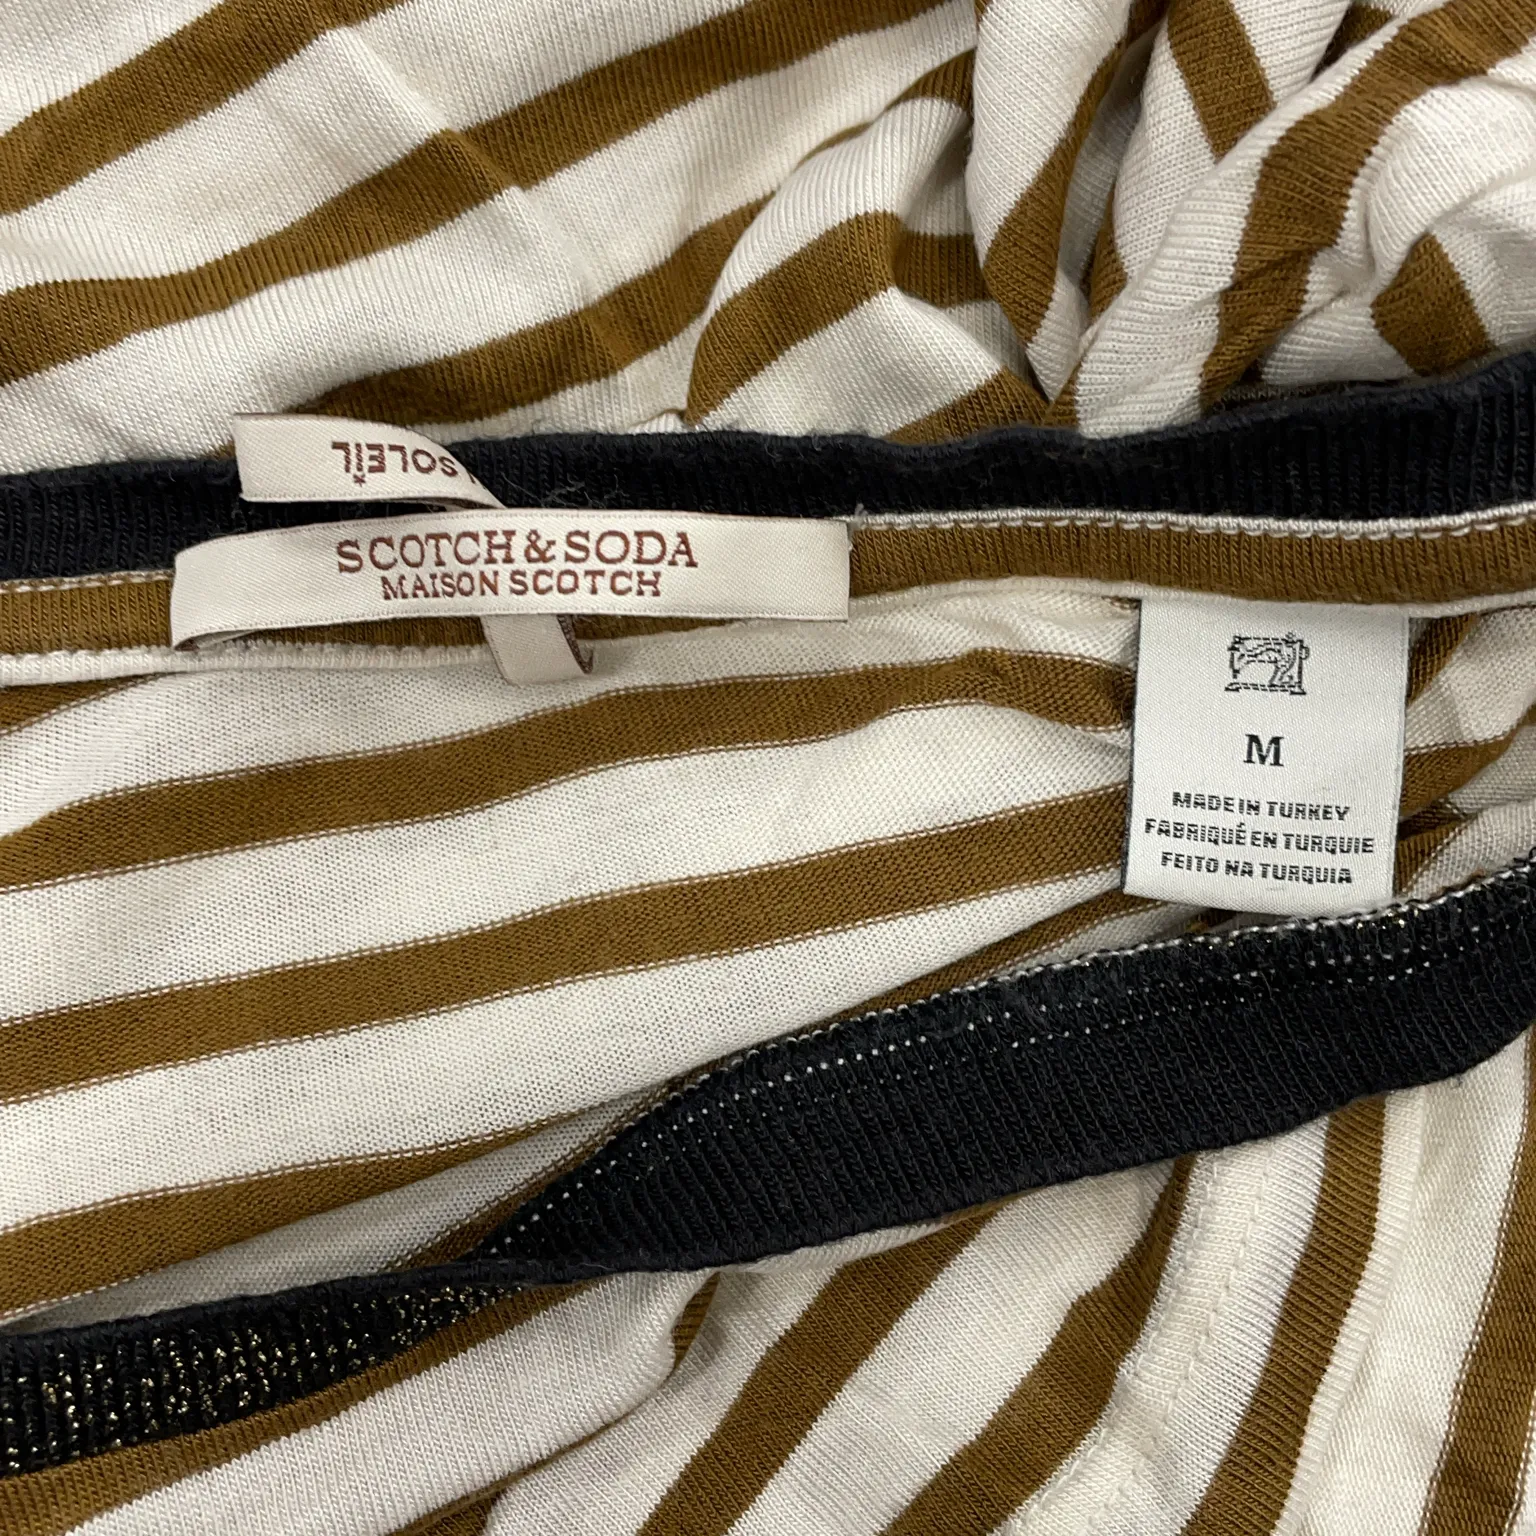 SOLEIL
SCOTCH & SODA
MAISON SCOTCH
M
MADE IN TURKEY
FABRIQUÉ EN TURQUIE
FEITO NA TURQUIA